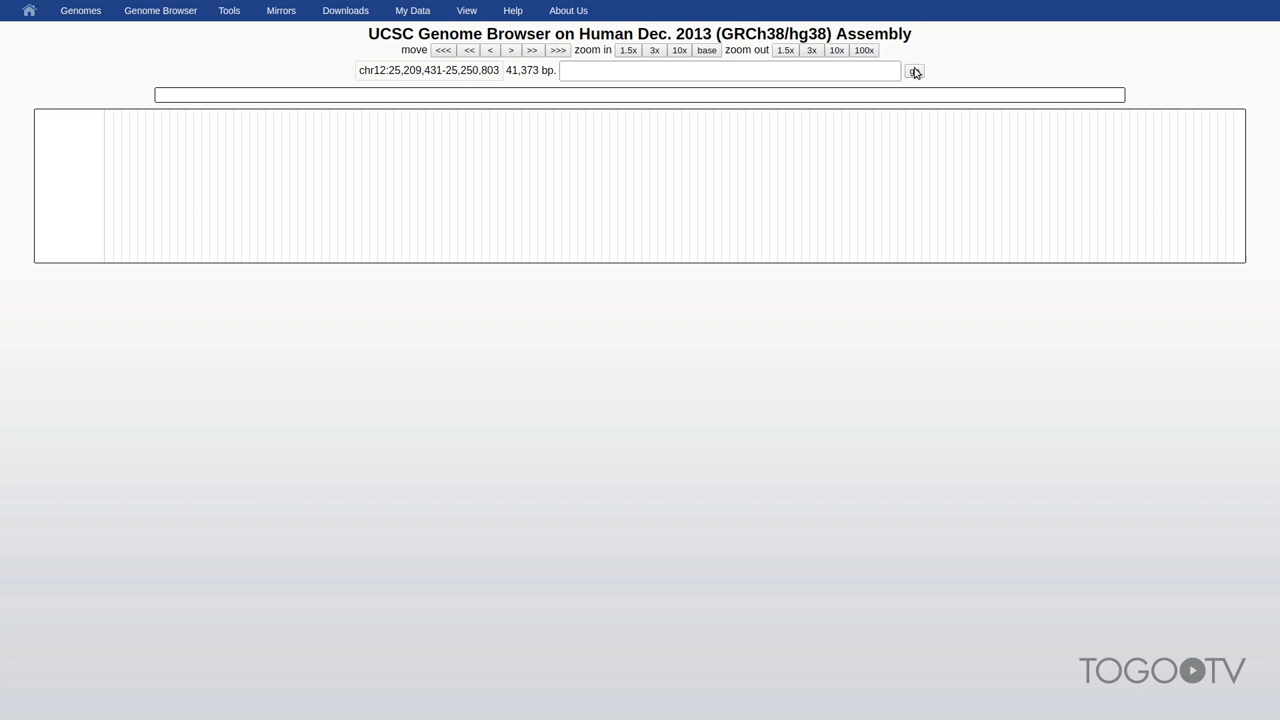 Genomes Genome Browser Tools Mirrors Downloads My Data View Help About Us
UCSC Genome Browser on Human Dec. 2013 (GRCh38/hg38) Assembly
move <<< << < > >> >>> zoom in 1.5x 3x 10x base zoom out 1.5x 3x 10x 100x
chr12:25,209,431-25,250,803 41,373 bp.
TOGOTV